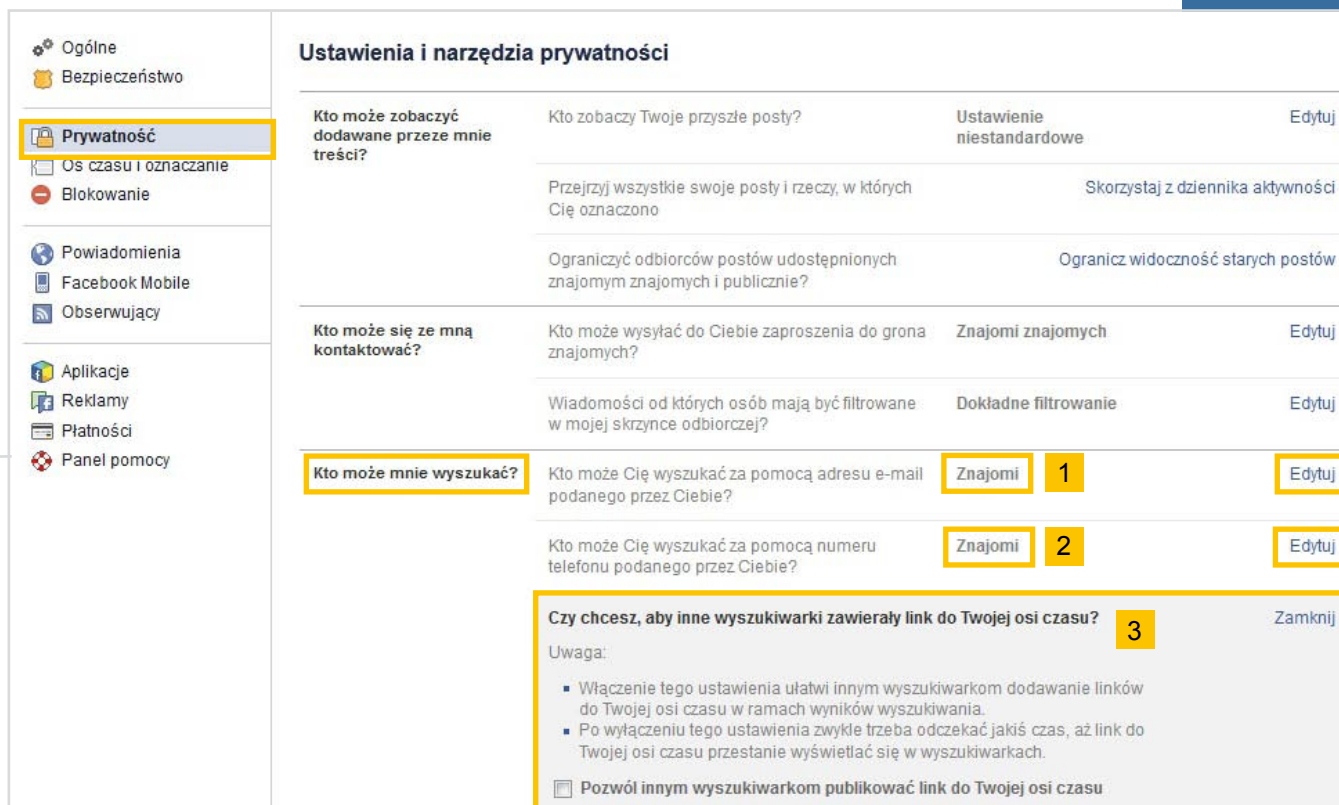 Ogólne
Bezpieczeństwo
Prywatność
Oś czasu i oznaczanie
Blokowanie
Powiadomienia
Facebook Mobile
Obserwujący
Aplikacje
Reklamy
Płatności
Panel pomocy
Ustawienia i narzędzia prywatności
Kto może zobaczyć
dodawane przeze mnie
treści?
Kto zobaczy Twoje przyszłe posty?
Ustawienie
niestandardowe
Edytuj
Przejrzyj wszystkie swoje posty i rzeczy, w których
Cię oznaczono
Skorzystaj z dziennika aktywności
Ograniczyć odbiorców postów udostępnionych
znajomym znajomych i publicznie?
Ogranicz widoczność starych postów
Kto może się ze mną
kontaktować?
Kto może wysyłać do Ciebie zaproszenia do grona
znajomych?
Znajomi znajomych
Edytuj
Wiadomości od których osób mają być filtrowane
w mojej skrzynce odbiorczej?
Dokładne filtrowanie
Edytuj
Kto może mnie wyszukać?
Kto może Cię wyszukać za pomocą adresu e-mail
podanego przez Ciebie?
Znajomi
1
Edytuj
Kto może Cię wyszukać za pomocą numeru
telefonu podanego przez Ciebie?
Znajomi
2
Edytuj
Czy chcesz, aby inne wyszukiwarki zawierały link do Twojej osi czasu?
3
Zamknij
Uwaga:
Włączenie tego ustawienia ułatwi innym wyszukiwarkom dodawanie linków
do Twojej osi czasu w ramach wyników wyszukiwania.
Po wyłączeniu tego ustawienia zwykle trzeba odczekać jakiś czas, aż link do
Twojej osi czasu przestanie wyświetlać się w wyszukiwarkach.
Pozwól innym wyszukiwarkom publikować link do Twojej osi czasu